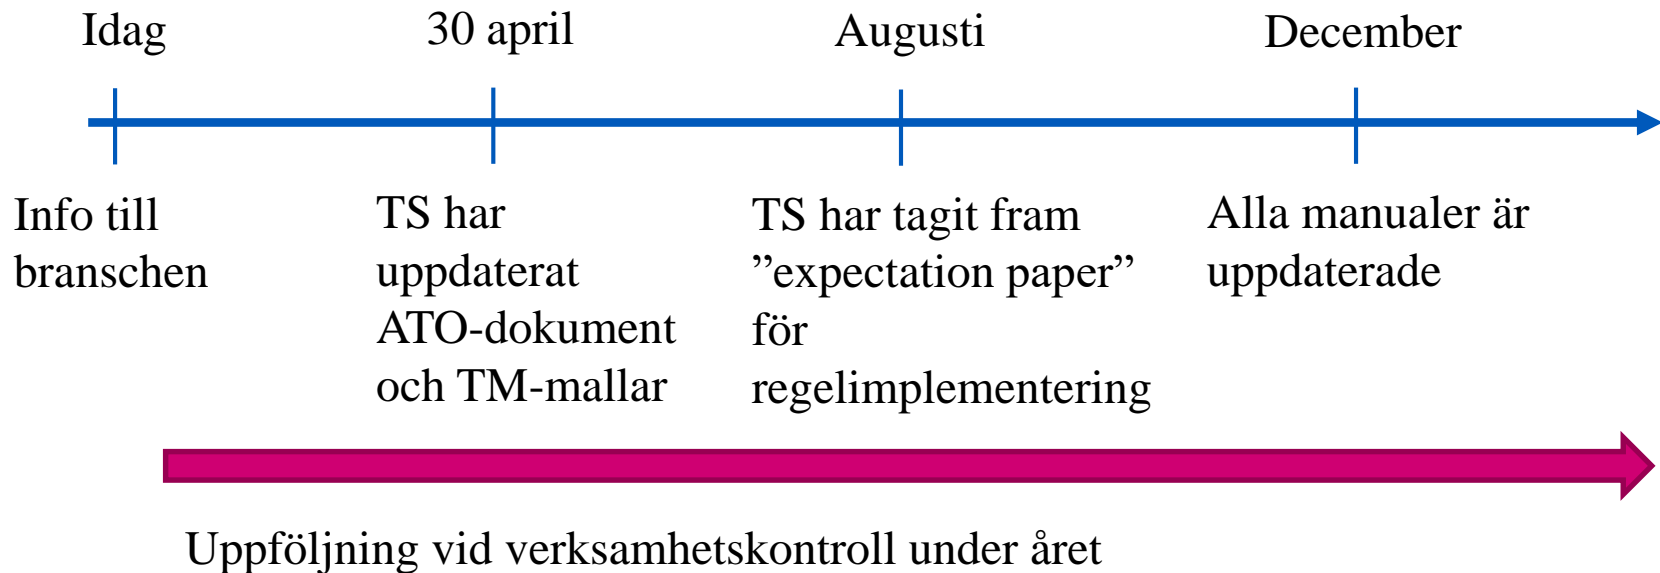 Idag
30 april
Augusti
December
Info till
branschen
TS har
uppdaterat
ATO-dokument
och TM-mallar
TS har tagit fram
”expectation paper”
för
regelimplementering
Alla manualer är
uppdaterade
Uppföljning vid verksamhetskontroll under året